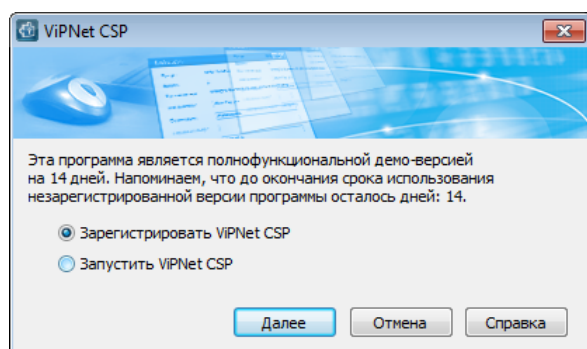 ViPNet CSP
Эта программа является полнофункциональной демо-версией
на 14 дней. Напоминаем, что до окончания срока использования
незарегистрированной версии программы осталось дней: 14.
Зарегистрировать ViPNet CSP
Запустить ViPNet CSP
Далее Отмена Справка